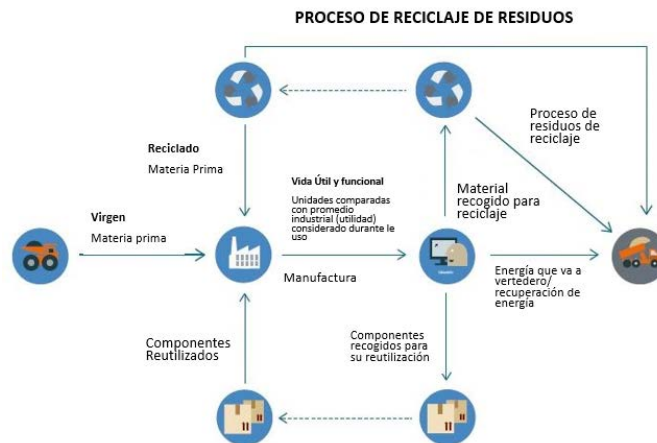 PROCESO DE RECICLAJE DE RESIDUOS
Proceso de
residuos de
reciclaje
Reciclado
Materia Prima
Vida Útil y funcional
Unidades comparadas
con promedio
industrial (utilidad)
considerado durante le
uso
Material
recogido para
reciclaje
Virgen
Materia prima
Manufactura
Energía que va a
vertedero/
recuperación de
energía
Componentes
Reutilizados
Componentes
recogidos para
su reutilización